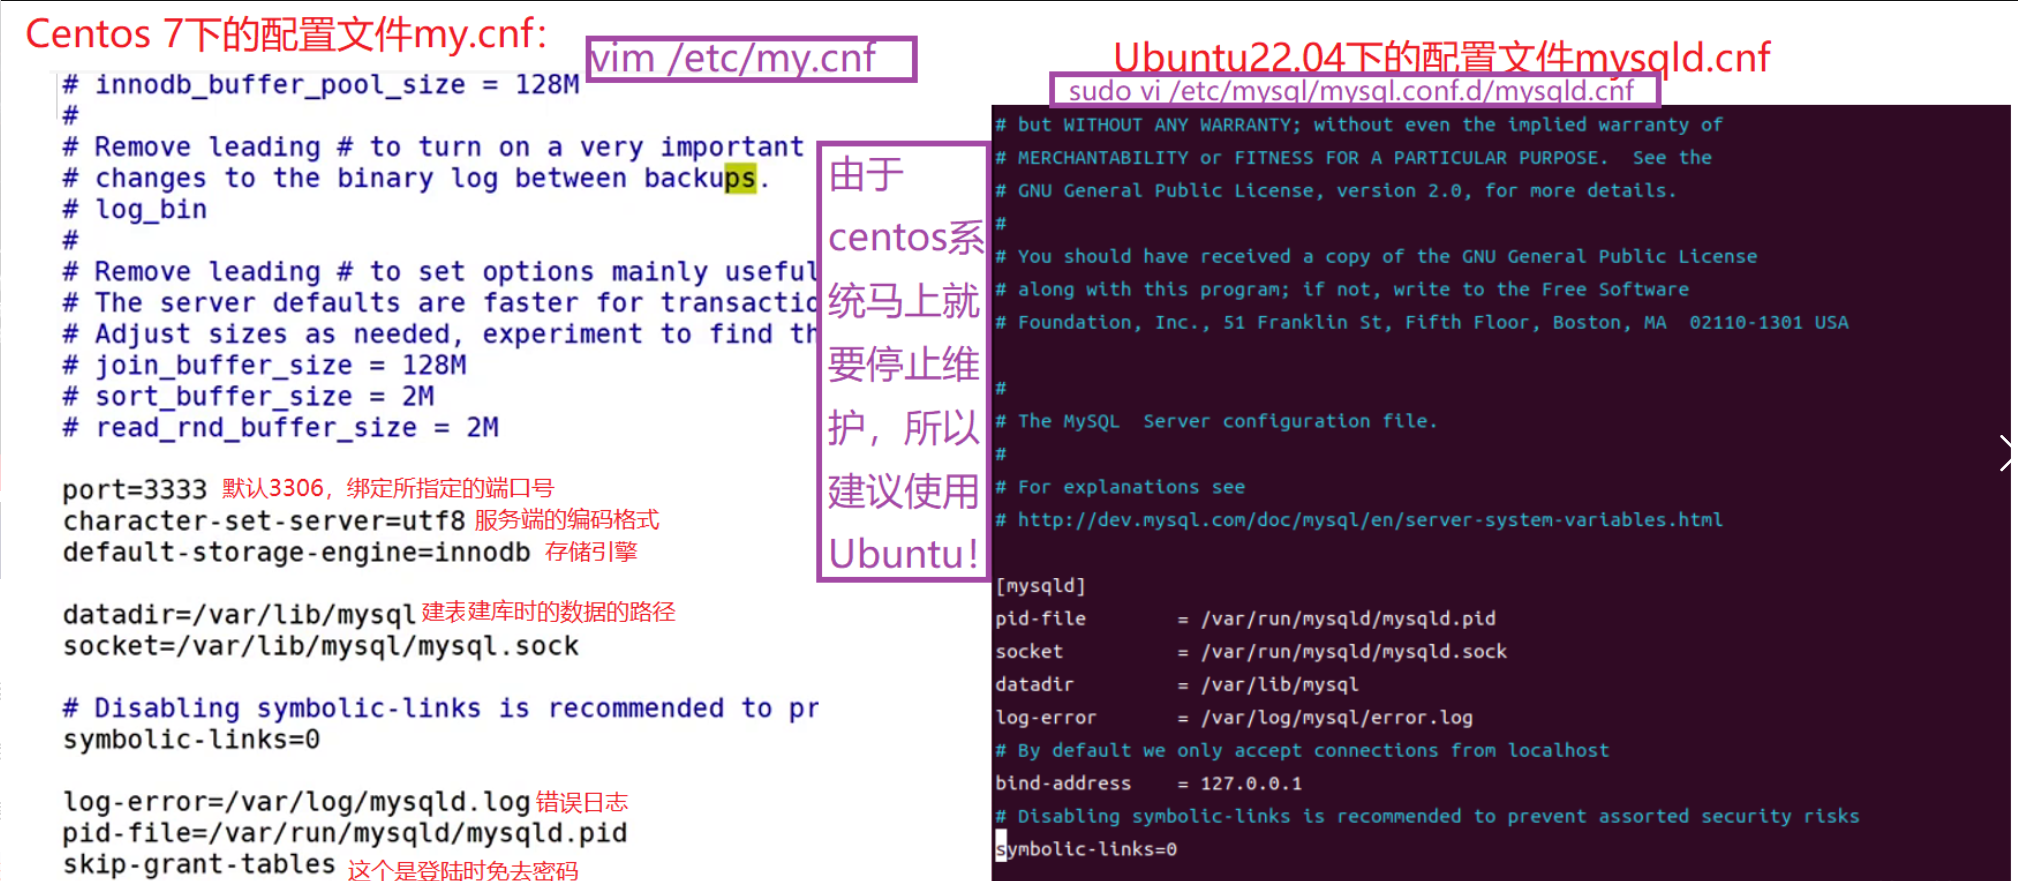 Centos 7下的配置文件my.cnf：
vim /etc/my.cnf
# innodb_buffer_pool_size = 128M
#
# Remove leading # to turn on a very important
# changes to the binary log between backups.
# log_bin
#
# Remove leading # to set options mainly useful
# The server defaults are faster for transactio
# Adjust sizes as needed, experiment to find th
# join_buffer_size = 128M
# sort_buffer_size = 2M
# read_rnd_buffer_size = 2M
port=3333 默认3306，绑定所指定的端口号
character-set-server=utf8 服务端的编码格式
default-storage-engine=innodb 存储引擎
datadir=/var/lib/mysql 建表建库时的数据的路径
socket=/var/lib/mysql/mysql.sock
# Disabling symbolic-links is recommended to pr
symbolic-links=0
log-error=/var/log/mysqld.log 错误日志
pid-file=/var/run/mysqld/mysqld.pid
skip-grant-tables 这个是登陆时免去密码
由于
centos系
统马上就
要停止维
护，所以
建议使用
Ubuntu！
Ubuntu22.04下的配置文件mysqld.cnf
sudo vi /etc/mysql/mysql.conf.d/mysqld.cnf
# but WITHOUT ANY WARRANTY; without even the implied warranty of
# MERCHANTABILITY or FITNESS FOR A PARTICULAR PURPOSE.  See the
# GNU General Public License, version 2.0, for more details.
#
# You should have received a copy of the GNU General Public License
# along with this program; if not, write to the Free Software
# Foundation, Inc., 51 Franklin St, Fifth Floor, Boston, MA  02110-1301 USA
#
# The MySQL  Server configuration file.
#
# For explanations see
# http://dev.mysql.com/doc/mysql/en/server-system-variables.html
[mysqld]
pid-file        = /var/run/mysqld/mysqld.pid
socket          = /var/run/mysqld/mysqld.sock
datadir         = /var/lib/mysql
log-error       = /var/log/mysql/error.log
# By default we only accept connections from localhost
bind-address    = 127.0.0.1
# Disabling symbolic-links is recommended to prevent assorted security risks
symbolic-links=0